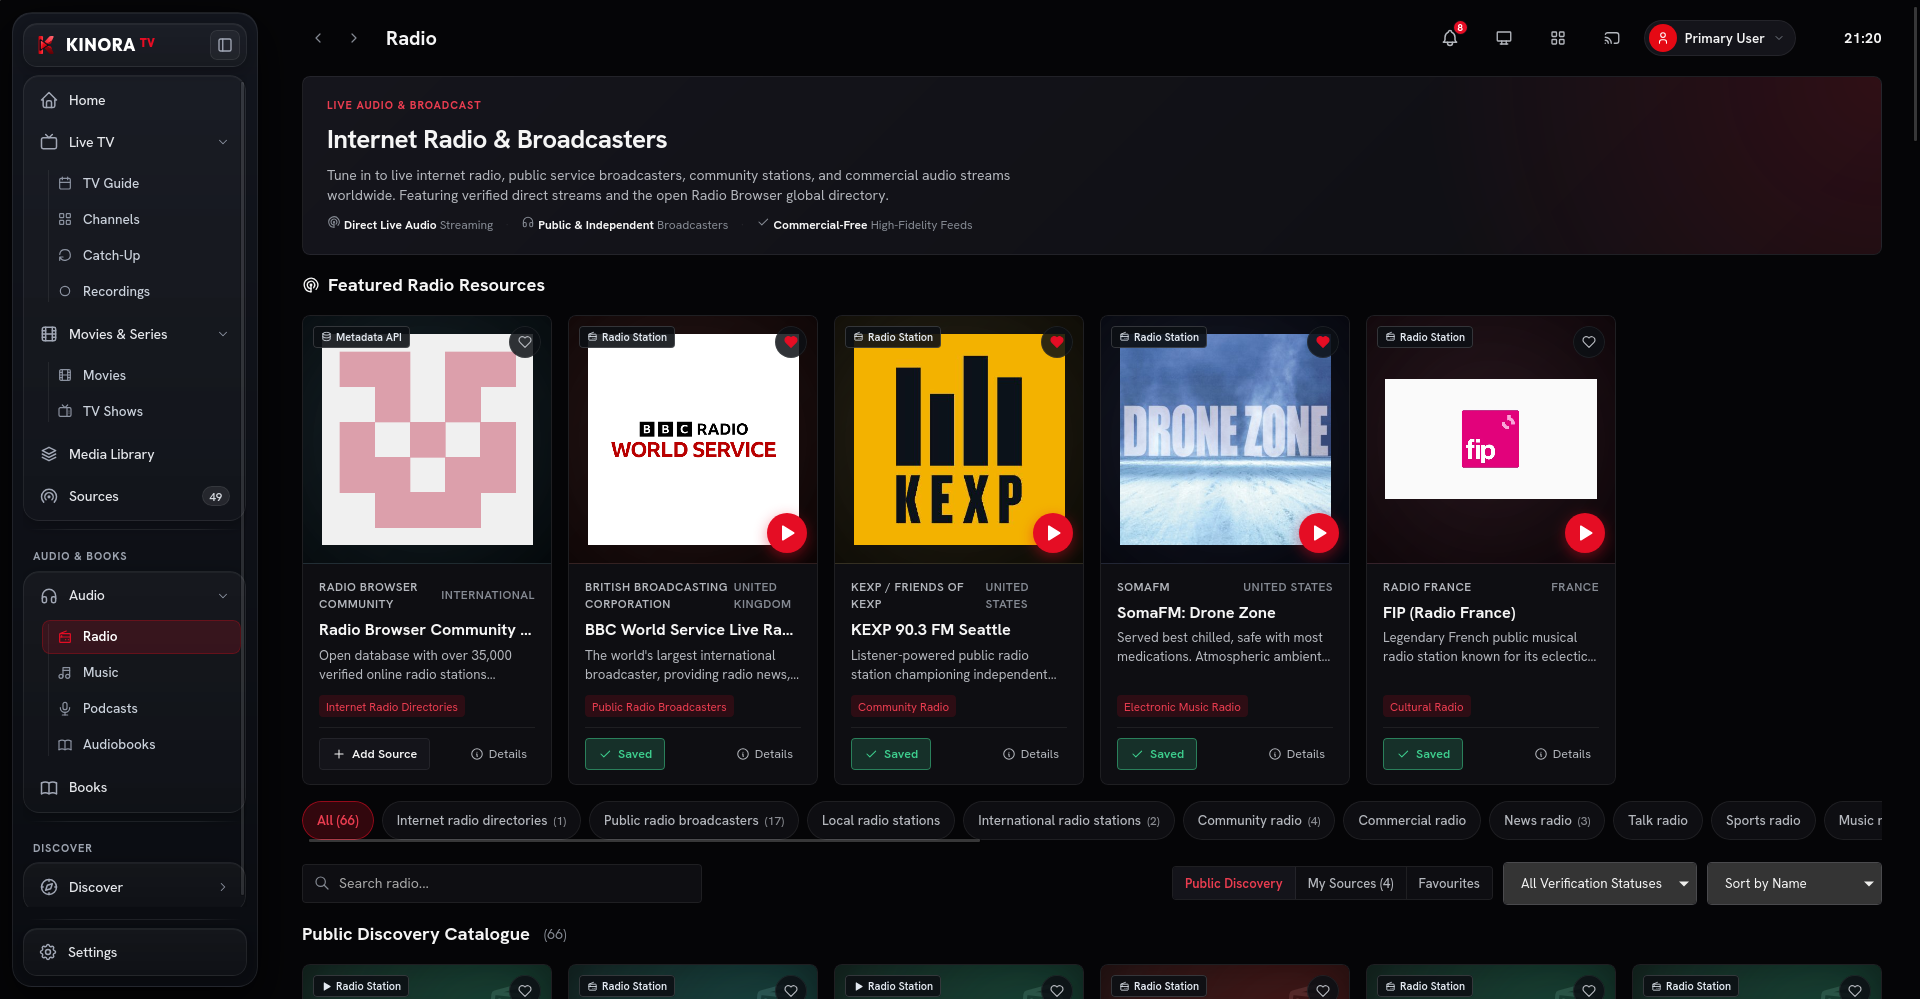 KINORA TV
Home
Live TV
TV Guide
Channels
Catch-Up
Recordings
Movies & Series
Movies
TV Shows
Media Library
Sources 49
AUDIO & BOOKS
Audio
Radio
Music
Podcasts
Audiobooks
Books
DISCOVER
Discover
Settings
Radio
8
Primary User
21:20
LIVE AUDIO & BROADCAST
Internet Radio & Broadcasters
Tune in to live internet radio, public service broadcasters, community stations, and commercial audio streams
worldwide. Featuring verified direct streams and the open Radio Browser global directory.
Direct Live Audio Streaming Public & Independent Broadcasters Commercial-Free High-Fidelity Feeds
Featured Radio Resources
Metadata API
RADIO BROWSER
COMMUNITY
INTERNATIONAL
Radio Browser Community ...
Open database with over 35,000
verified online radio stations...
Internet Radio Directories
Add Source Details
Radio Station
BBC RADIO
WORLD SERVICE
BRITISH BROADCASTING
CORPORATION
UNITED
KINGDOM
BBC World Service Live Ra...
The world's largest international
broadcaster, providing radio news,...
Public Radio Broadcasters
Saved Details
Radio Station
KEXP
KEXP / FRIENDS OF
KEXP
UNITED
STATES
KEXP 90.3 FM Seattle
Listener-powered public radio
station championing independent...
Community Radio
Saved Details
Radio Station
DRONE ZONE
SOMAFM UNITED STATES
SomaFM: Drone Zone
Served best chilled, safe with most
medications. Atmospheric ambient...
Electronic Music Radio
Saved Details
Radio Station
fip
RADIO FRANCE FRANCE
FIP (Radio France)
Legendary French public musical
radio station known for its eclectic...
Cultural Radio
Saved Details
All (66) Internet radio directories (1) Public radio broadcasters (17) Local radio stations International radio stations (2) Community radio (4) Commercial radio News radio (3) Talk radio Sports radio Music r
Search radio...
Public Discovery My Sources (4) Favourites All Verification Statuses Sort by Name
Public Discovery Catalogue (66)
Radio Station Radio Station Radio Station Radio Station Radio Station Radio Station